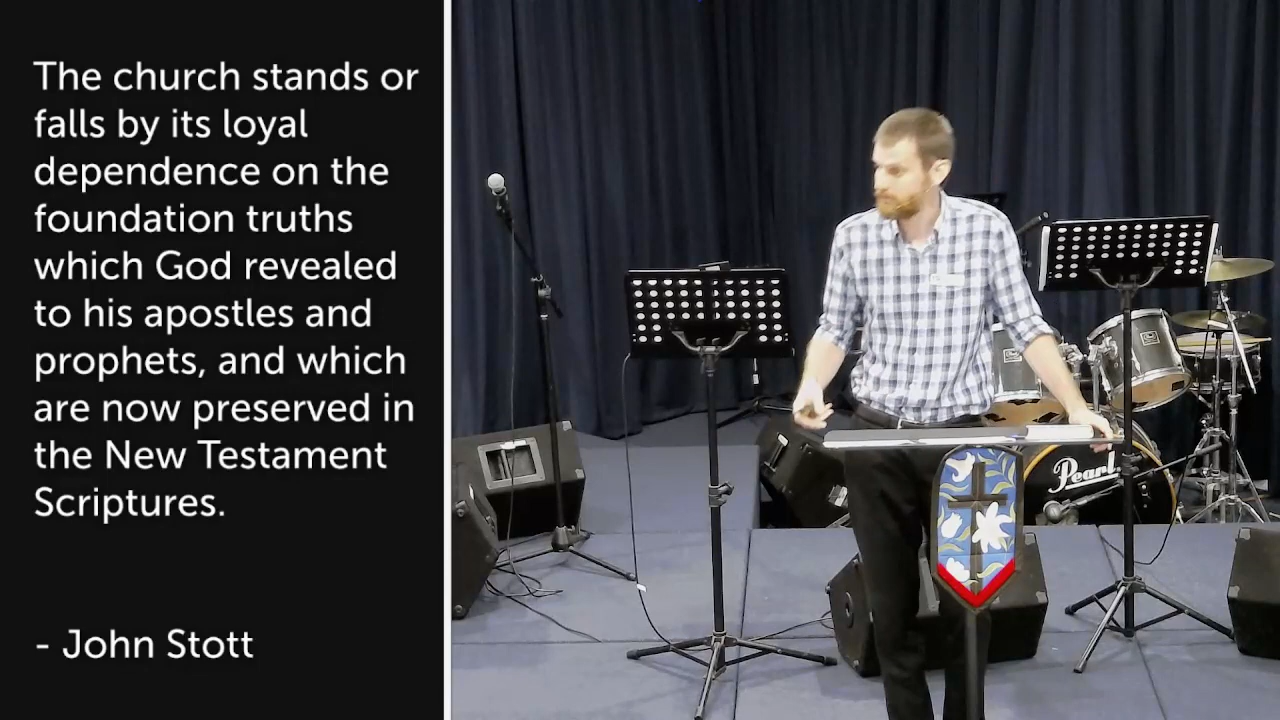 The church stands or
falls by its loyal
dependence on the
foundation truths
which God revealed
to his apostles and
prophets, and which
are now preserved in
the New Testament
Scriptures.
- John Stott
Pearl